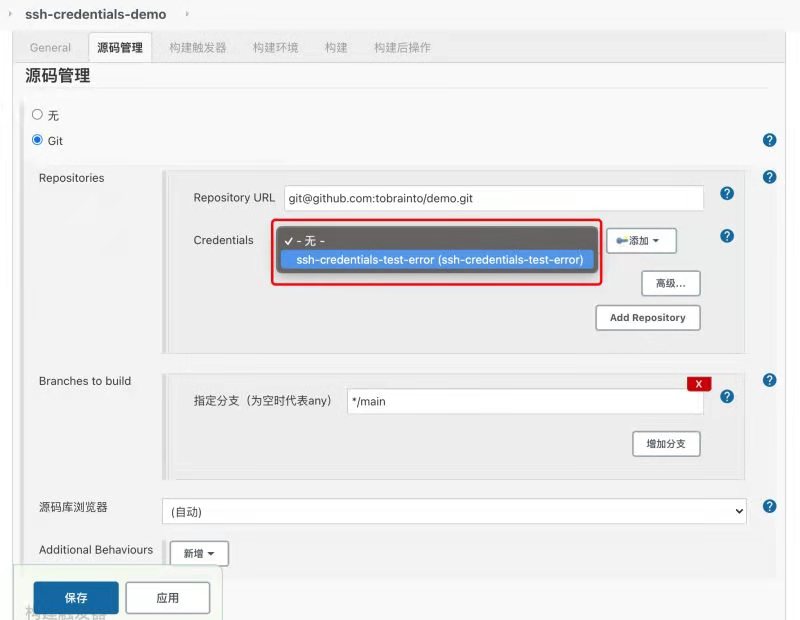 ssh-credentials-demo
General 源码管理 构建触发器 构建环境 构建 构建后操作
源码管理
无
Git
Repositories
Repository URL git@github.com:tobrainto/demo.git
Credentials ✓ - 无 - 添加
ssh-credentials-test-error (ssh-credentials-test-error)
高级...
Add Repository
Branches to build
X
指定分支（为空时代表any） */main
增加分支
源码库浏览器 (自动)
Additional Behaviours 新增
保存 应用
构建触发器